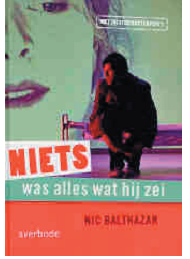 NIETS
was alles wat hij zei
NIC BALTHAZAR
averbode